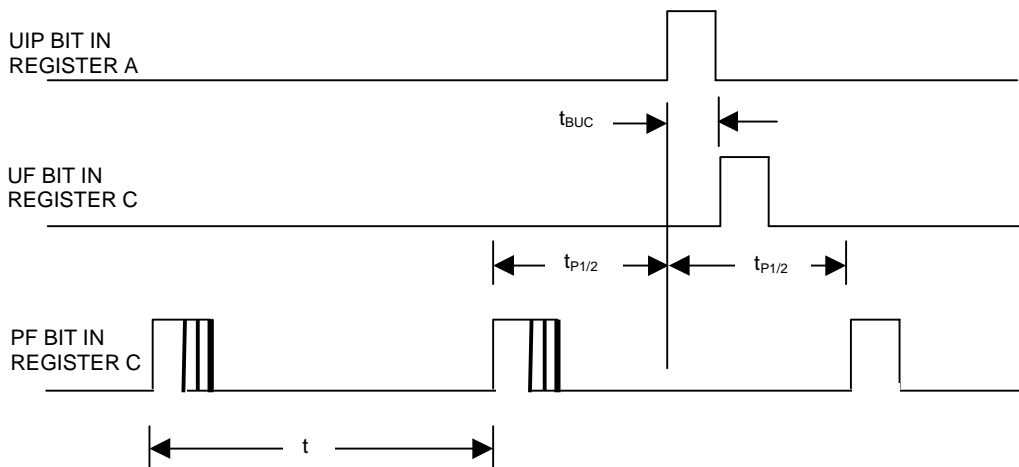 UIP BIT IN
REGISTER A
tBUC
UF BIT IN
REGISTER C
tP1/2
tP1/2
PF BIT IN
REGISTER C
t